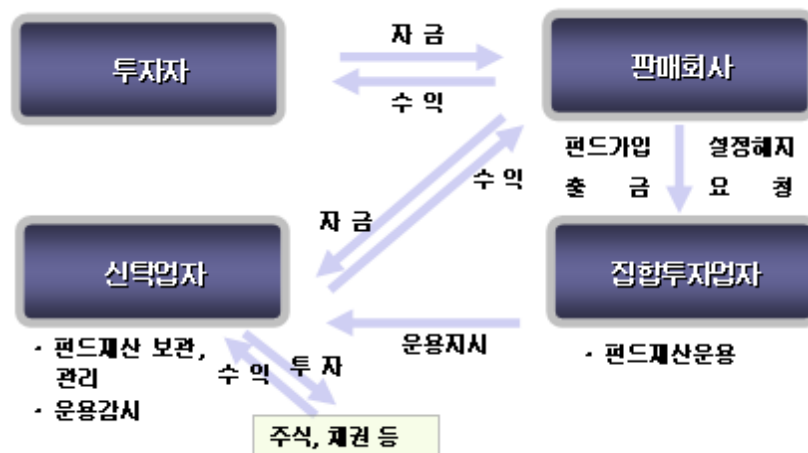 자 금
투자자
판매회사
수 익
펀드가입 설정해지
출 금 요 청
수 익
자 금
신탁업자
집합투자업자
운용지시
· 펀드재산 보관,
관리
· 운용감시
수 익
투 자
· 펀드재산운용
주식, 채권 등